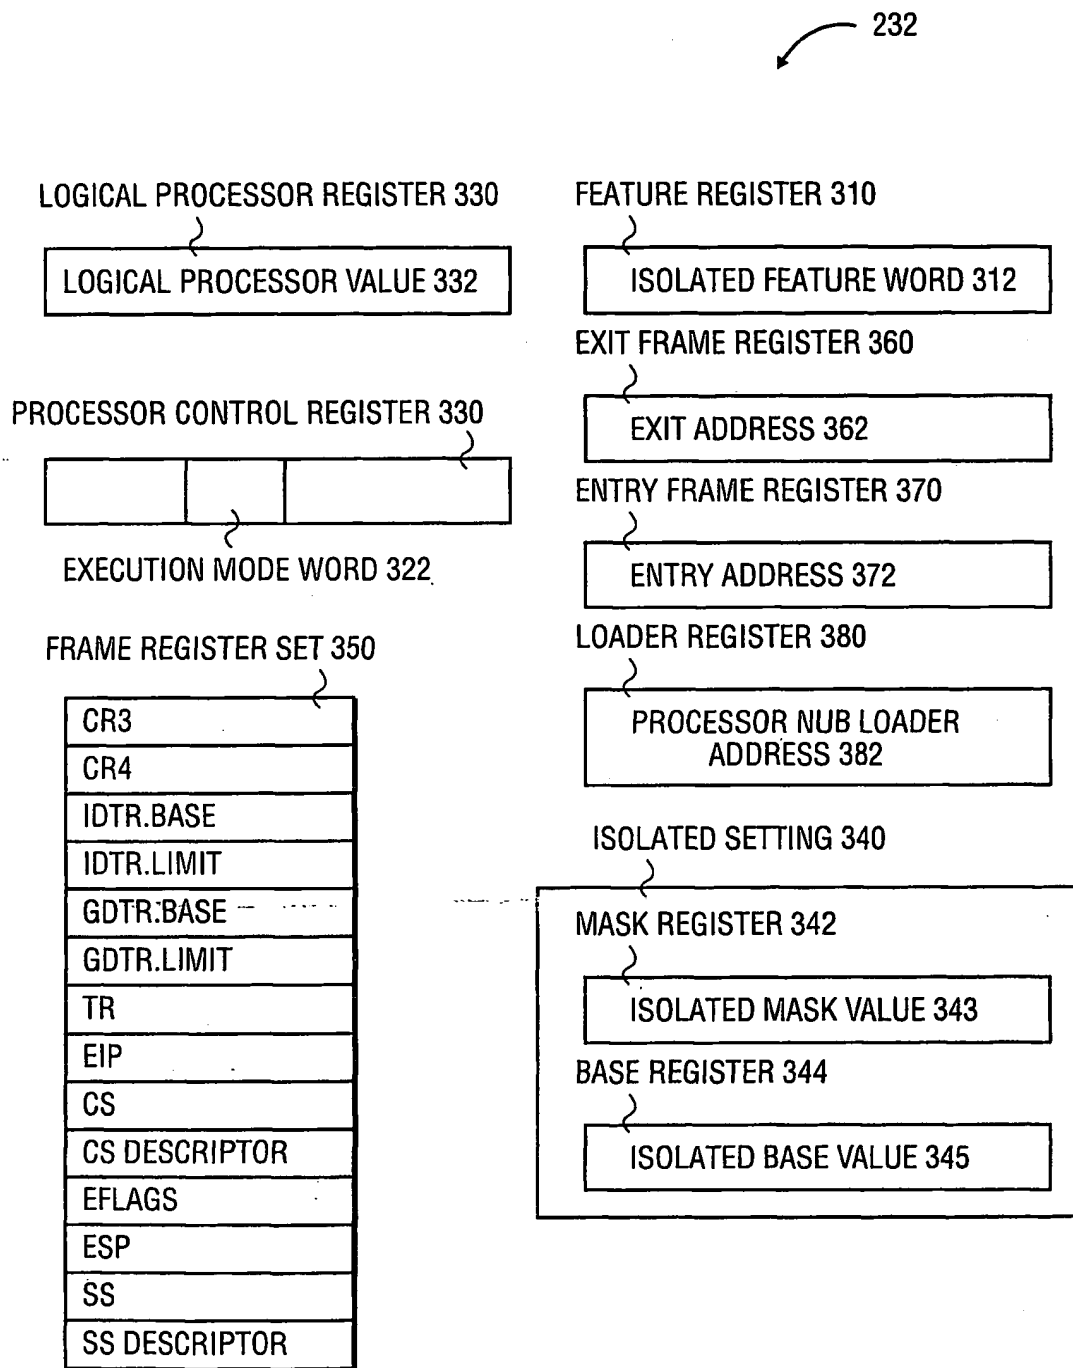 232
LOGICAL PROCESSOR REGISTER 330
LOGICAL PROCESSOR VALUE 332
PROCESSOR CONTROL REGISTER 330
EXECUTION MODE WORD 322
FRAME REGISTER SET 350
CR3
CR4
IDTR.BASE
IDTR.LIMIT
GDTR.BASE
GDTR.LIMIT
TR
EIP
CS
CS DESCRIPTOR
EFLAGS
ESP
SS
SS DESCRIPTOR
FEATURE REGISTER 310
ISOLATED FEATURE WORD 312
EXIT FRAME REGISTER 360
EXIT ADDRESS 362
ENTRY FRAME REGISTER 370
ENTRY ADDRESS 372
LOADER REGISTER 380
PROCESSOR NUB LOADER
ADDRESS 382
ISOLATED SETTING 340
MASK REGISTER 342
ISOLATED MASK VALUE 343
BASE REGISTER 344
ISOLATED BASE VALUE 345